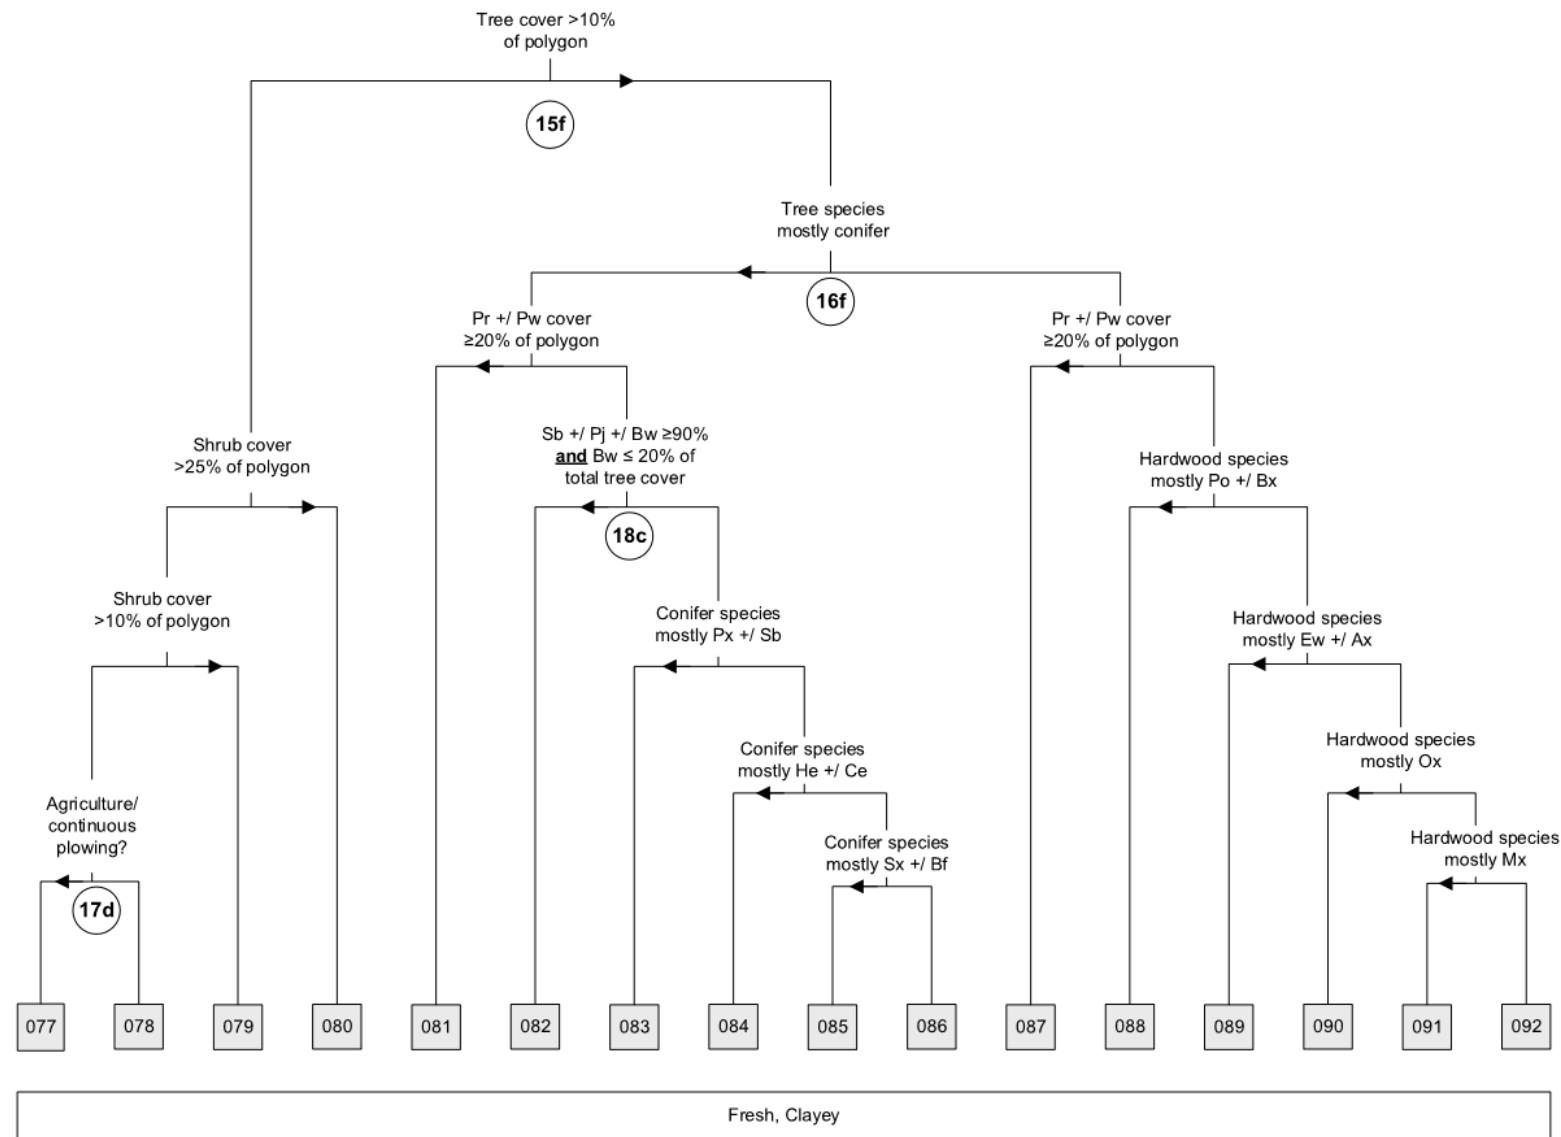 Tree cover >10%
of polygon
15f
Tree species
mostly conifer
16f
Pr +/ Pw cover
≥20% of polygon
Pr +/ Pw cover
≥20% of polygon
Sb +/ Pj +/ Bw ≥90%
and Bw ≤ 20% of
total tree cover
18c
Shrub cover
>25% of polygon
Hardwood species
mostly Po +/ Bx
Shrub cover
>10% of polygon
Conifer species
mostly Px +/ Sb
Hardwood species
mostly Ew +/ Ax
Conifer species
mostly He +/ Ce
Hardwood species
mostly Ox
Agriculture/
continuous
plowing?
17d
Conifer species
mostly Sx +/ Bf
Hardwood species
mostly Mx
077 078 079 080 081 082 083 084 085 086 087 088 089 090 091 092
Fresh, Clayey